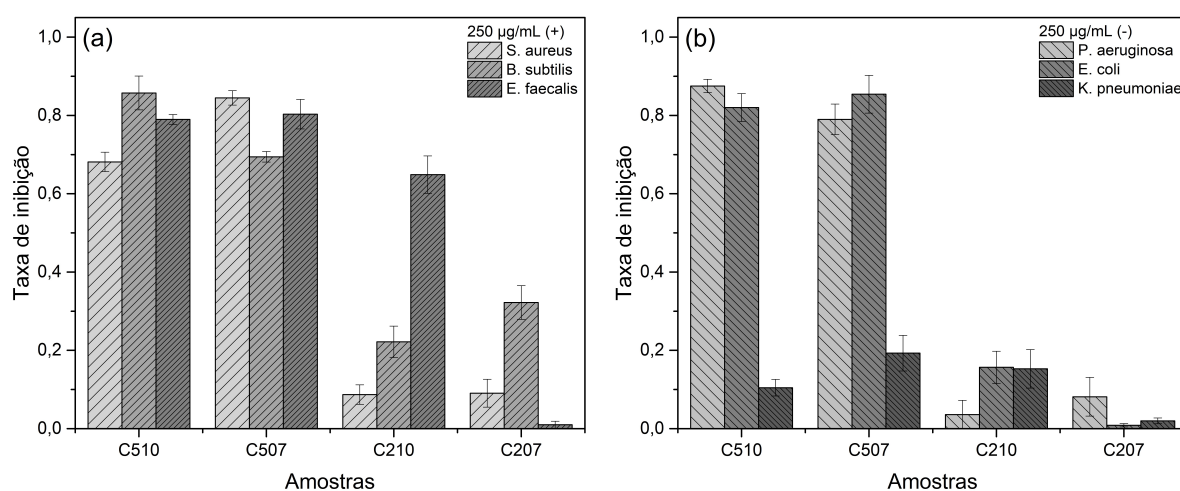 (a)
250 µg/mL (+)
S. aureus
B. subtilis
E. faecalis
Taxa de inibição
1,0
0,8
0,6
0,4
0,2
0,0
C510 C507 C210 C207
Amostras
(b)
250 µg/mL (-)
P. aeruginosa
E. coli
K. pneumoniae
Taxa de inibição
1,0
0,8
0,6
0,4
0,2
0,0
C510 C507 C210 C207
Amostras